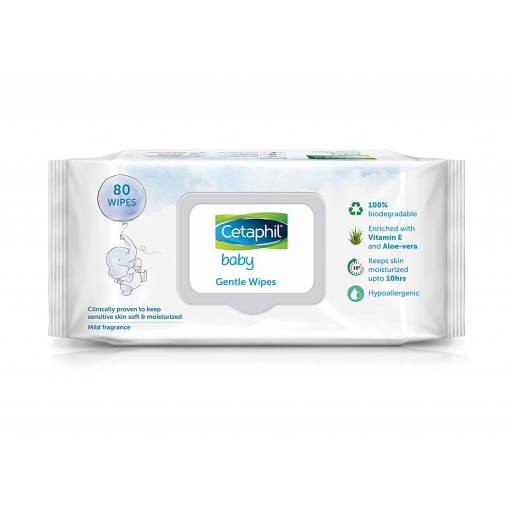 80
WIPES
Cetaphil
baby
Gentle Wipes
Clinically proven to keep
sensitive skin soft & moisturized
Mild fragrance
100%
biodegradable
Enriched with
Vitamin E
and Aloe-vera
Keeps skin
moisturized
upto 10hrs
Hypoallergenic